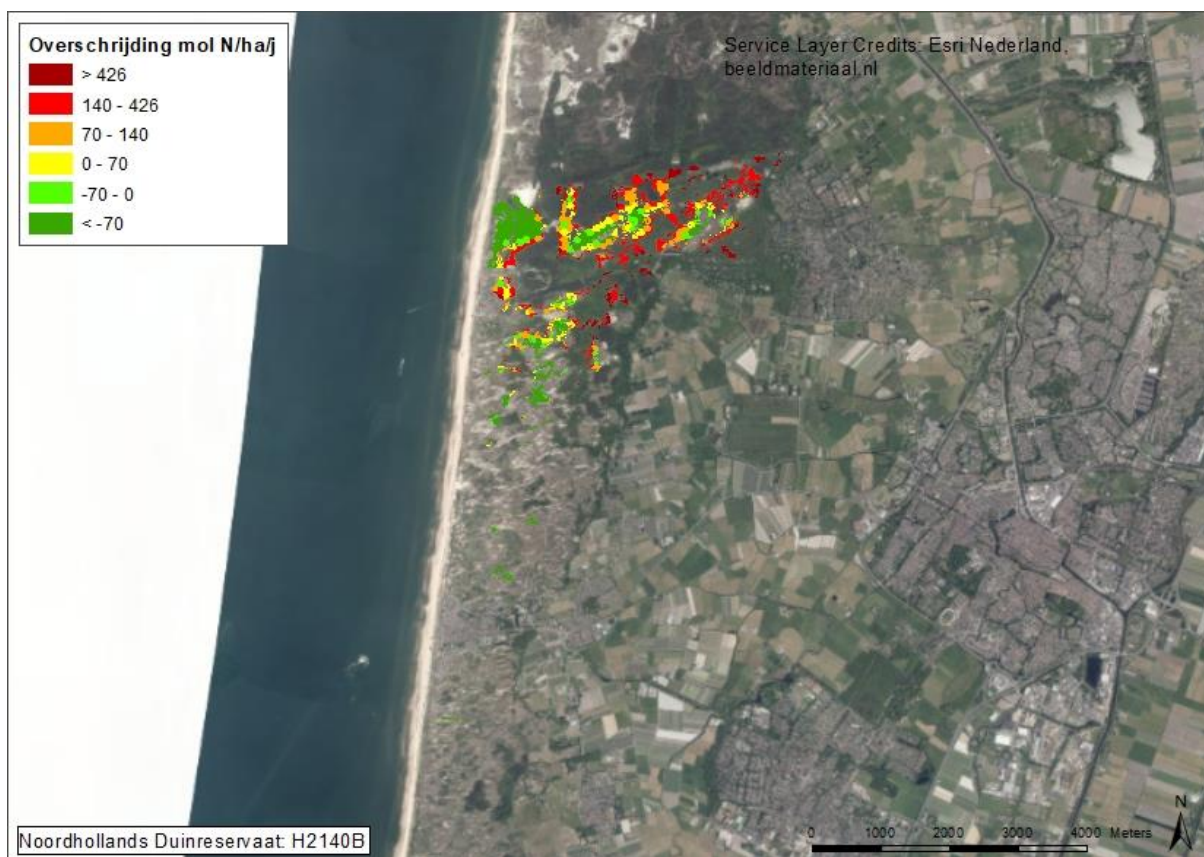 Overschrijding mol N/ha/j
> 426
140 - 426
70 - 140
0 - 70
-70 - 0
< -70
Service Layer Credits: Esri Nederland,
beeldmateriaal.nl
Noordhollands Duinreservaat: H2140B
N
0 1000 2000 3000 4000 Meters